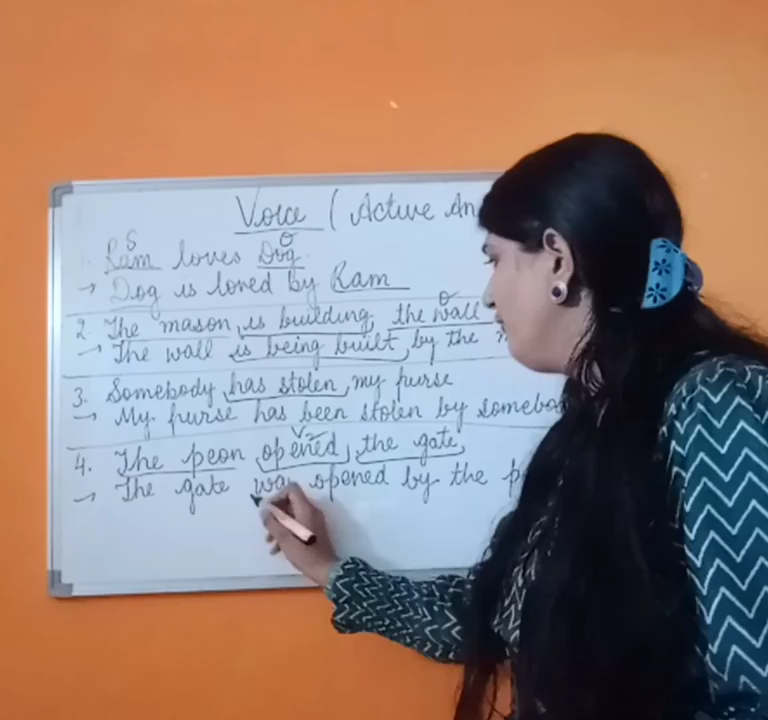 Voice (Active An
S O
1. Ram loves Dog.
→ Dog is loved by Ram
O
2. The mason is building the wall
→ The wall is being built by the
3. Somebody has stolen my purse
→ My purse has been stolen by somebo
V2
4. The peon opened the gate
→ The gate was opened by the p